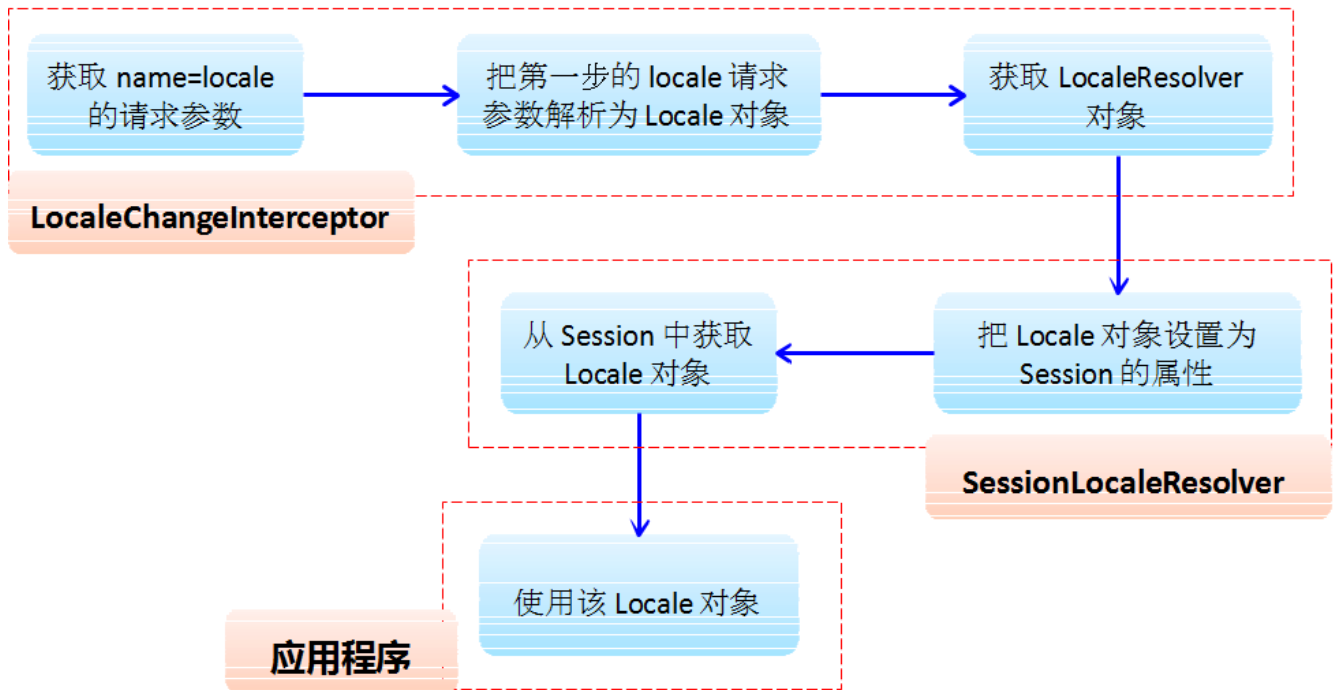 获取 name=locale
的请求参数
把第一步的 locale 请求
参数解析为 Locale 对象
获取 LocaleResolver
对象
LocaleChangeInterceptor
从 Session 中获取
Locale 对象
把 Locale 对象设置为
Session 的属性
SessionLocaleResolver
使用该 Locale 对象
应用程序